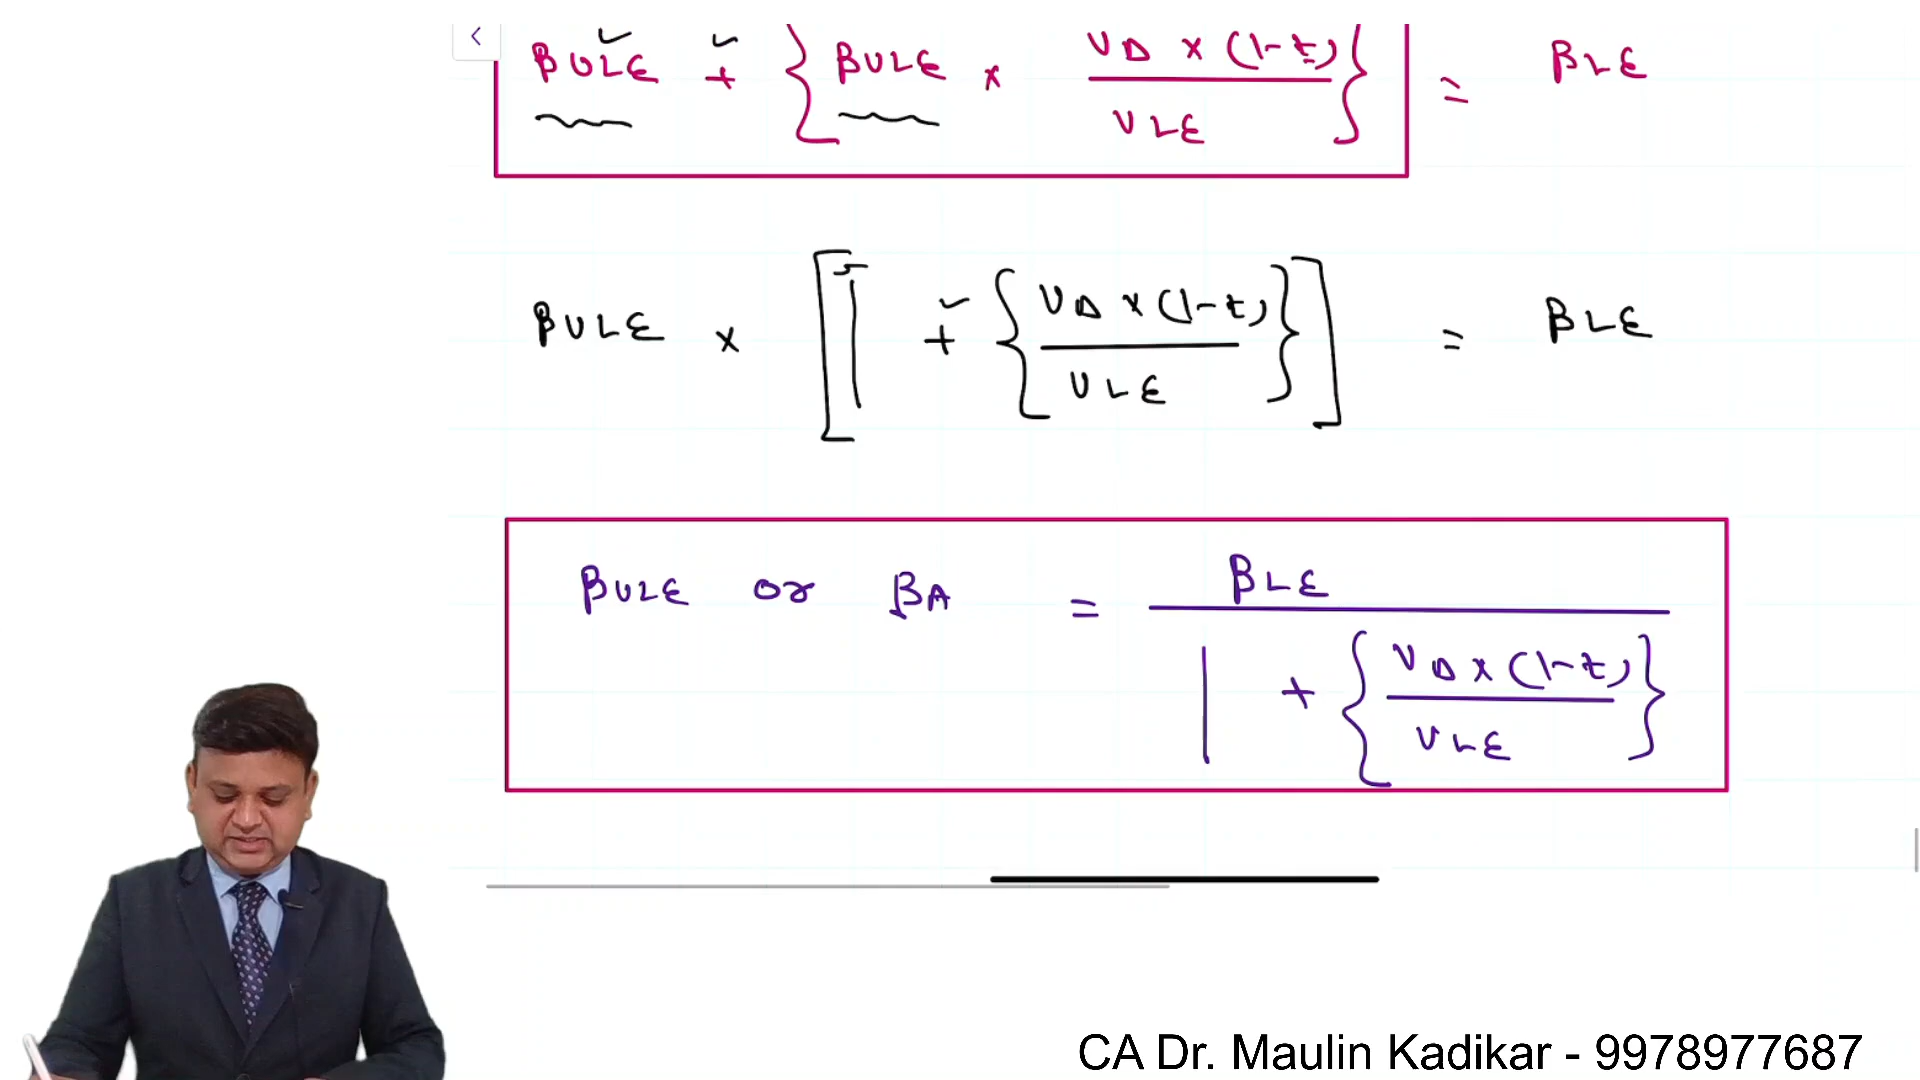 βULE + { βULE × VD × (1-t) / VLE } = βLE
βULE × [ 1 + { VD × (1-t) / VLE } ] = βLE
βULE or βA = βLE / 1 + { VD × (1-t) / VLE }
CA Dr. Maulin Kadikar - 9978977687